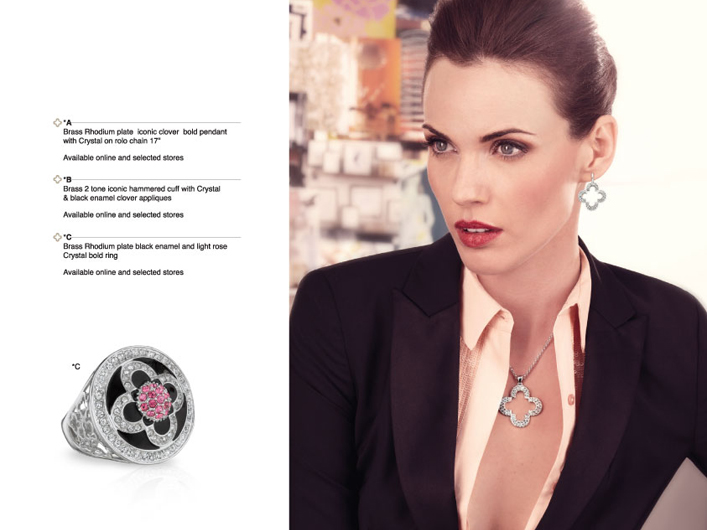 *A
Brass Rhodium plate iconic clover bold pendant
with Crystal on rolo chain 17"
Available online and selected stores
*B
Brass 2 tone iconic hammered cuff with Crystal
& black enamel clover appliques
Available online and selected stores
*C
Brass Rhodium plate black enamel and light rose
Crystal bold ring
Available online and selected stores
*C